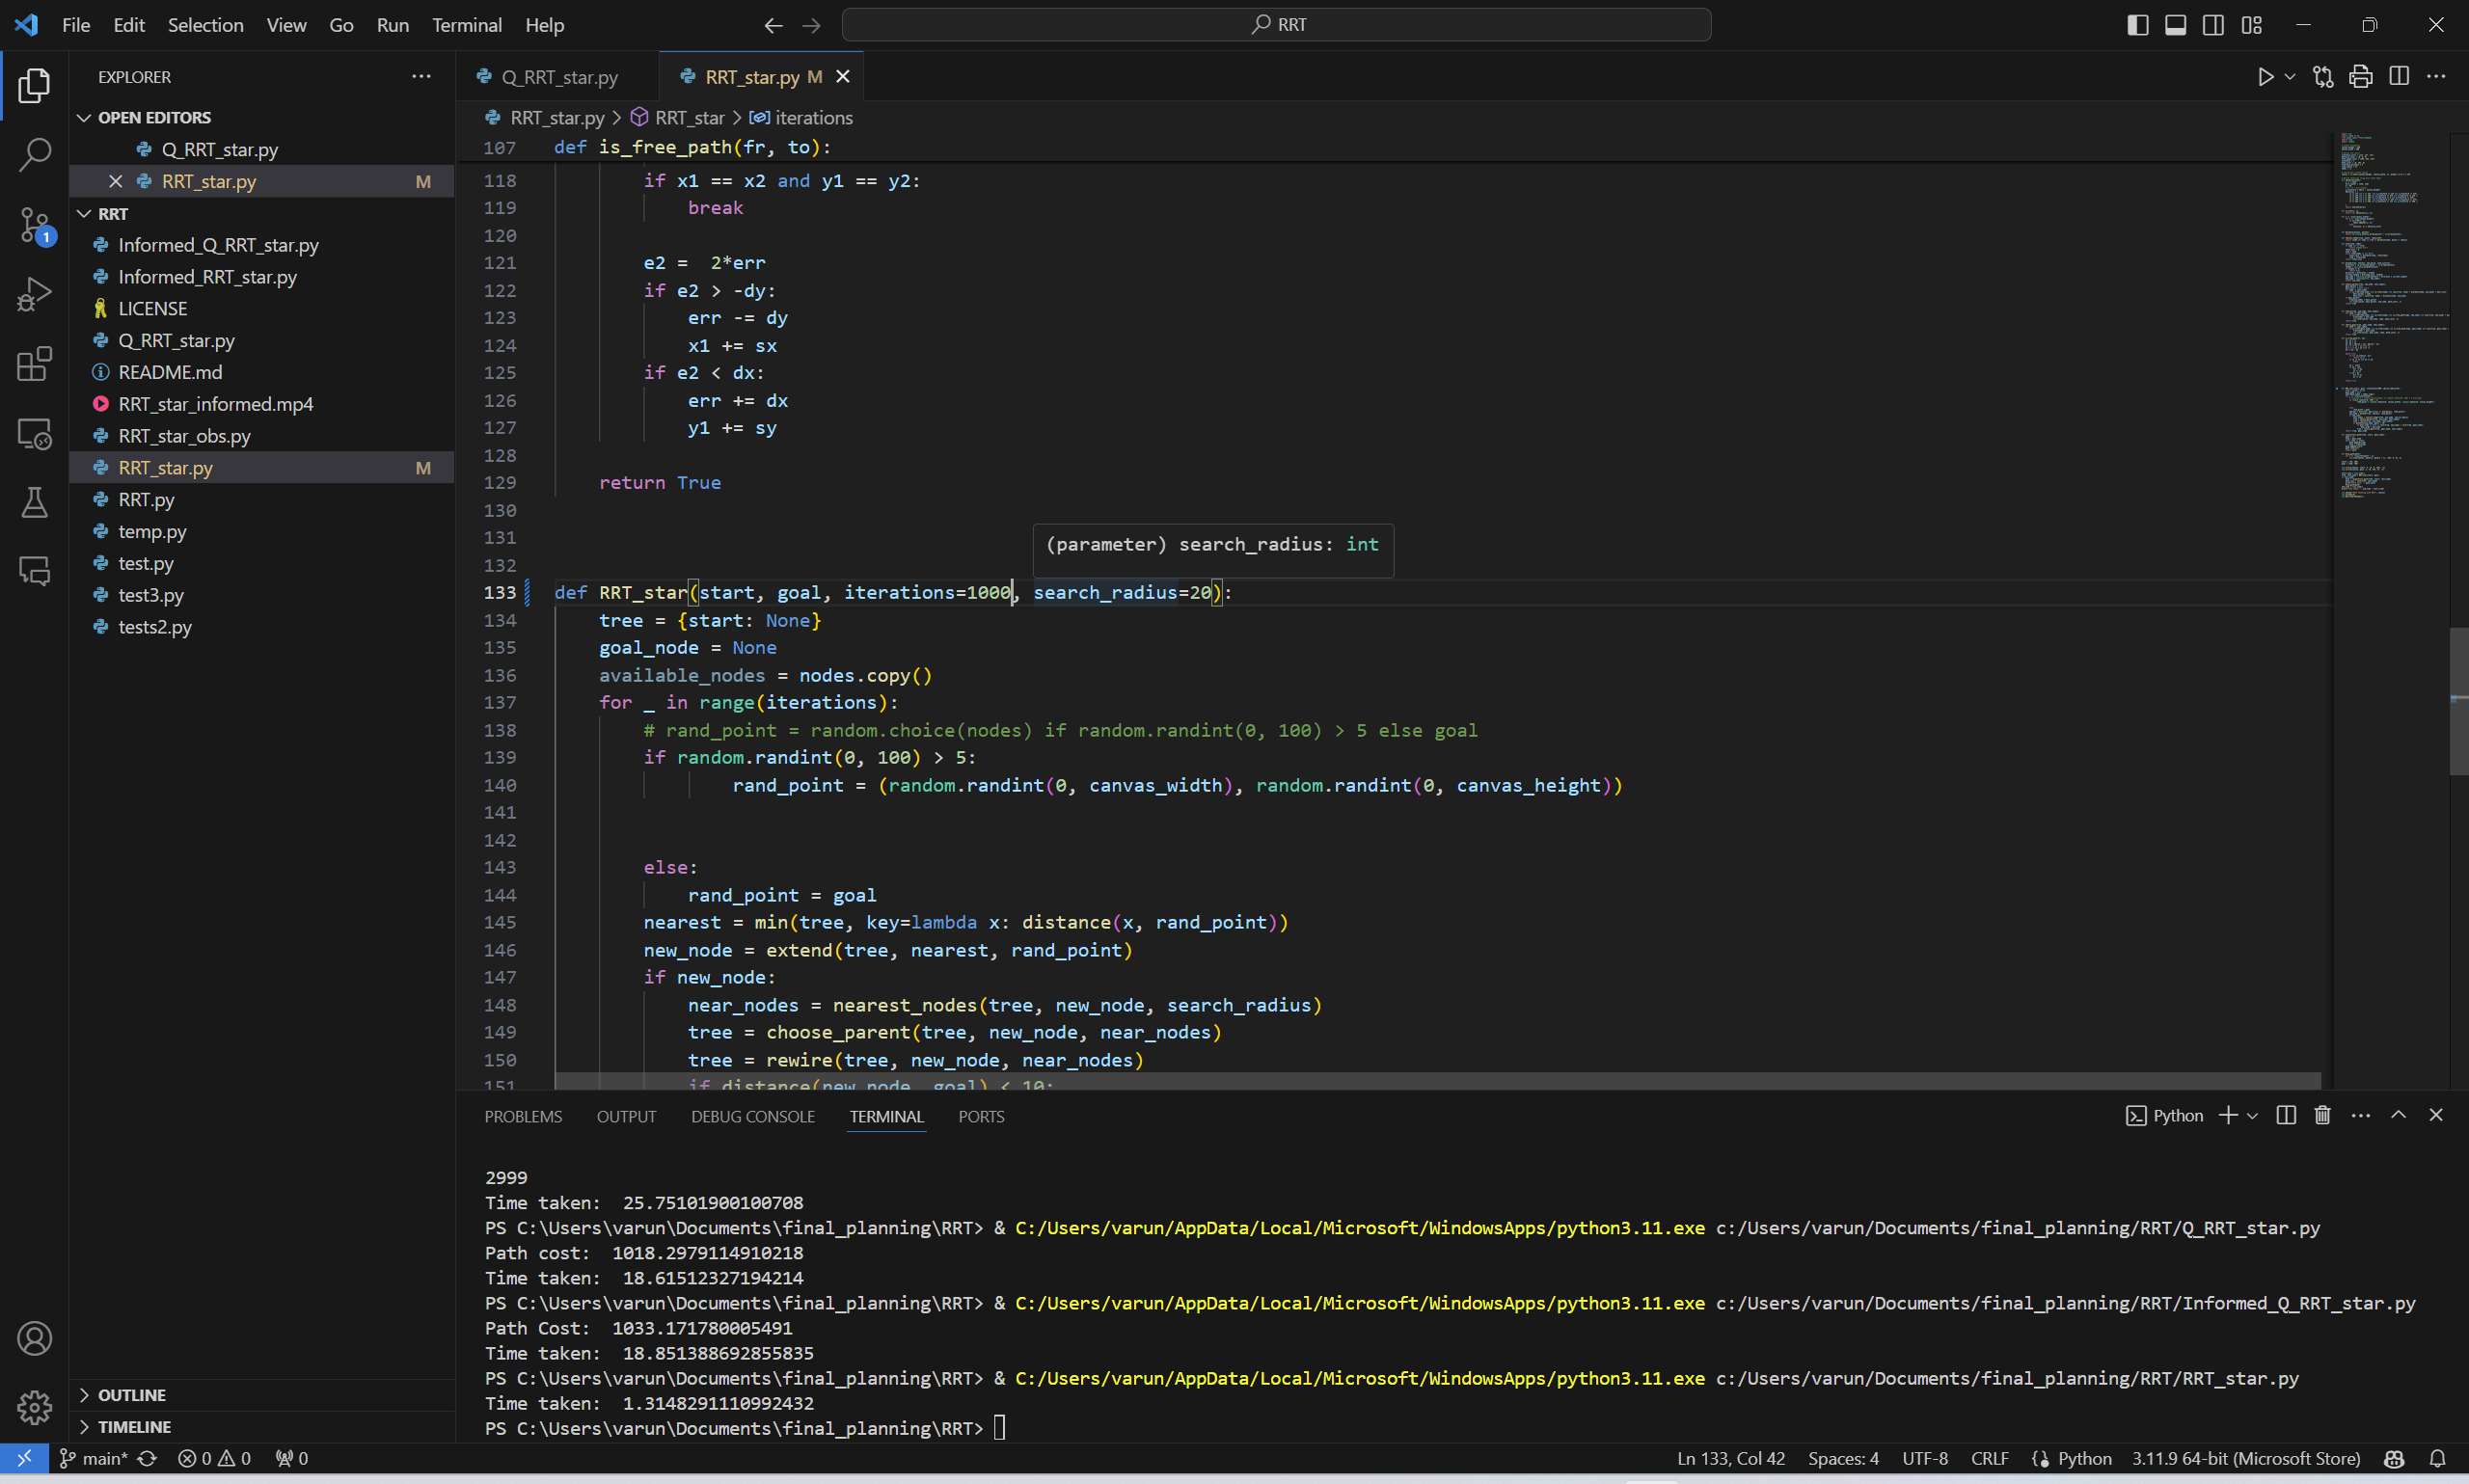 File Edit Selection View Go Run Terminal Help
RRT
EXPLORER
OPEN EDITORS
Q_RRT_star.py
RRT_star.py M
RRT
Informed_Q_RRT_star.py
Informed_RRT_star.py
LICENSE
Q_RRT_star.py
README.md
RRT_star_informed.mp4
RRT_star_obs.py
RRT_star.py M
RRT.py
temp.py
test.py
test3.py
tests2.py
OUTLINE
TIMELINE
1
Q_RRT_star.py RRT_star.py M
RRT_star.py > RRT_star > iterations
107 def is_free_path(fr, to):
118 if x1 == x2 and y1 == y2:
119 break
120
121 e2 =  2*err
122 if e2 > -dy:
123 err -= dy
124 x1 += sx
125 if e2 < dx:
126 err += dx
127 y1 += sy
128
129 return True
130
131
132
(parameter) search_radius: int
133 def RRT_star(start, goal, iterations=1000, search_radius=20):
134 tree = {start: None}
135 goal_node = None
136 available_nodes = nodes.copy()
137 for _ in range(iterations):
138 # rand_point = random.choice(nodes) if random.randint(0, 100) > 5 else goal
139 if random.randint(0, 100) > 5:
140 rand_point = (random.randint(0, canvas_width), random.randint(0, canvas_height))
141
142
143 else:
144 rand_point = goal
145 nearest = min(tree, key=lambda x: distance(x, rand_point))
146 new_node = extend(tree, nearest, rand_point)
147 if new_node:
148 near_nodes = nearest_nodes(tree, new_node, search_radius)
149 tree = choose_parent(tree, new_node, near_nodes)
150 tree = rewire(tree, new_node, near_nodes)
151 if distance(new_node, goal) < 10:
PROBLEMS OUTPUT DEBUG CONSOLE TERMINAL PORTS
Python
2999
Time taken:  25.75101900100708
PS C:\Users\varun\Documents\final_planning\RRT> & C:/Users/varun/AppData/Local/Microsoft/WindowsApps/python3.11.exe c:/Users/varun/Documents/final_planning/RRT/Q_RRT_star.py
Path cost:  1018.2979114910218
Time taken:  18.61512327194214
PS C:\Users\varun\Documents\final_planning\RRT> & C:/Users/varun/AppData/Local/Microsoft/WindowsApps/python3.11.exe c:/Users/varun/Documents/final_planning/RRT/Informed_Q_RRT_star.py
Path Cost:  1033.171780005491
Time taken:  18.851388692855835
PS C:\Users\varun\Documents\final_planning\RRT> & C:/Users/varun/AppData/Local/Microsoft/WindowsApps/python3.11.exe c:/Users/varun/Documents/final_planning/RRT/RRT_star.py
Time taken:  1.3148291110992432
PS C:\Users\varun\Documents\final_planning\RRT>
main* 0 0 0 Ln 133, Col 42 Spaces: 4 UTF-8 CRLF Python 3.11.9 64-bit (Microsoft Store)